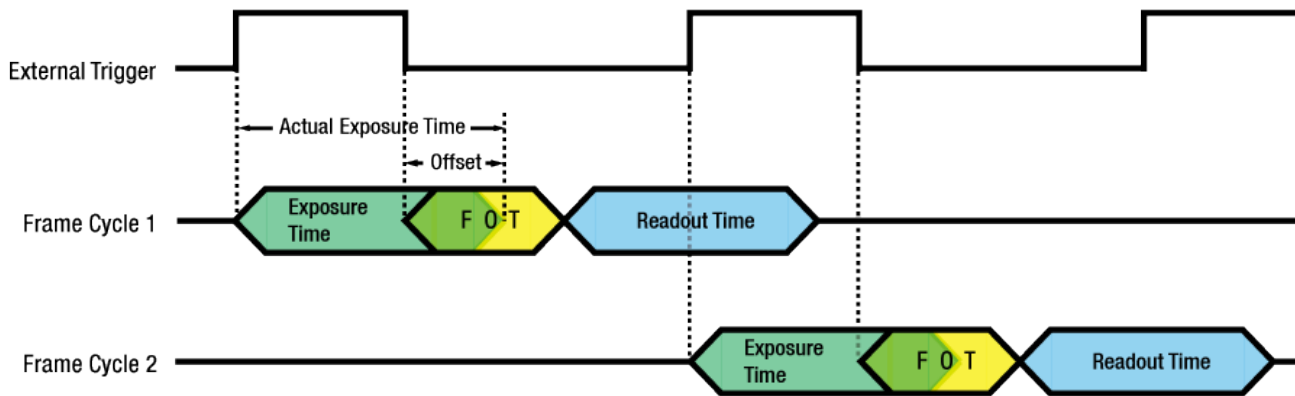 External Trigger
Actual Exposure Time
Offset
Frame Cycle 1
Exposure
Time
F O T
Readout Time
Frame Cycle 2
Exposure
Time
F O T
Readout Time